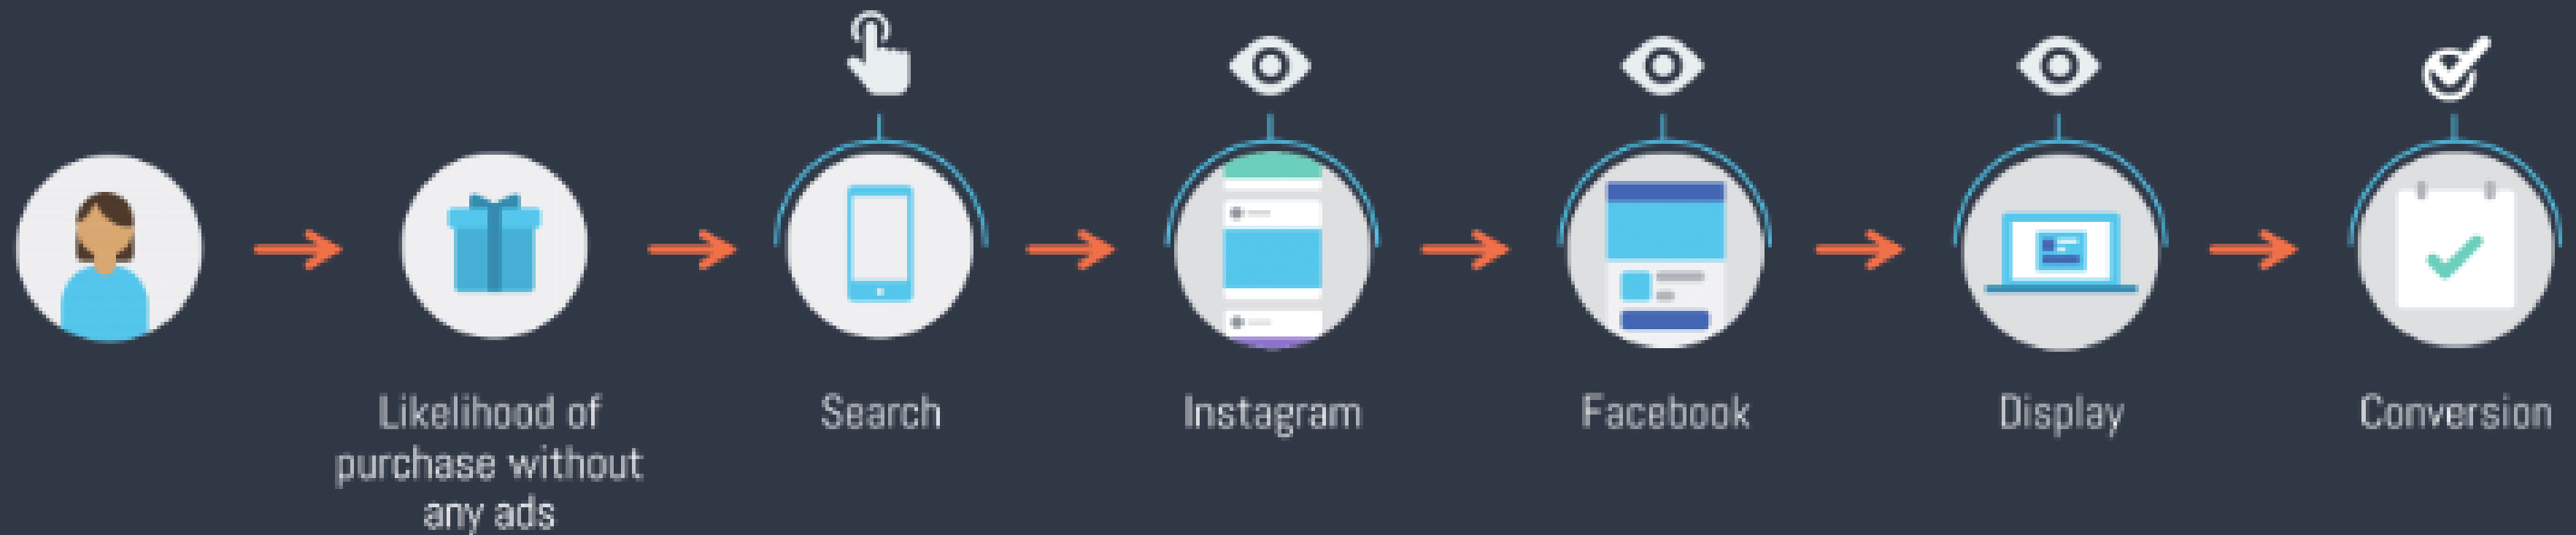 Likelihood of
purchase without
any ads
Search
Instagram
Facebook
Display
Conversion